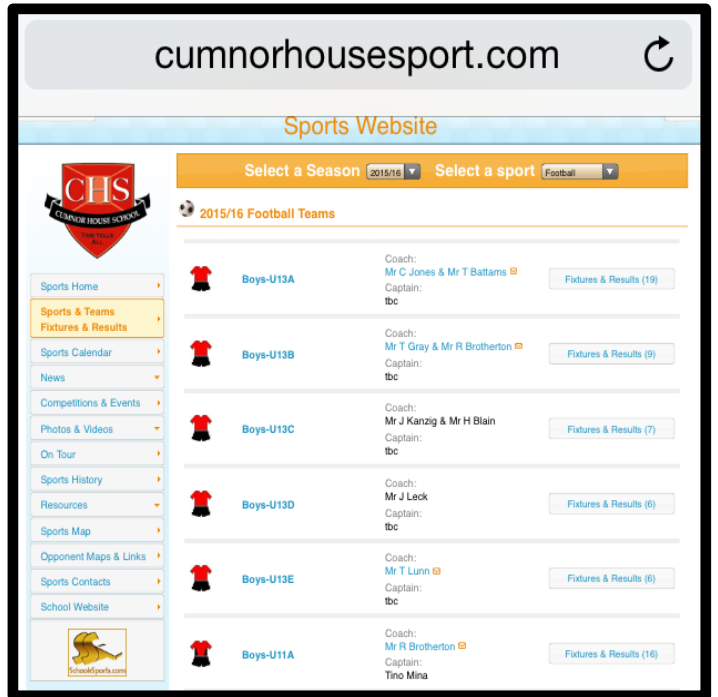 cumnorhousesport.com
Sports Website
CHS
CUMNOR HOUSE SCHOOL
TIME TELLS
ALL
Select a Season 2015/16 Select a sport Football
2015/16 Football Teams
Sports Home
Sports & Teams
Fixtures & Results
Sports Calendar
News
Competitions & Events
Photos & Videos
On Tour
Sports History
Resources
Sports Map
Opponent Maps & Links
Sports Contacts
School Website
SchoolsSports.com
Boys-U13A
Coach:
Mr C Jones & Mr T Battams
Captain:
tbc
Fixtures & Results (19)
Boys-U13B
Coach:
Mr T Gray & Mr R Brotherton
Captain:
tbc
Fixtures & Results (9)
Boys-U13C
Coach:
Mr J Kanzig & Mr H Blain
Captain:
tbc
Fixtures & Results (7)
Boys-U13D
Coach:
Mr J Leck
Captain:
tbc
Fixtures & Results (6)
Boys-U13E
Coach:
Mr T Lunn
Captain:
tbc
Fixtures & Results (6)
Boys-U11A
Coach:
Mr R Brotherton
Captain:
Tino Mina
Fixtures & Results (16)